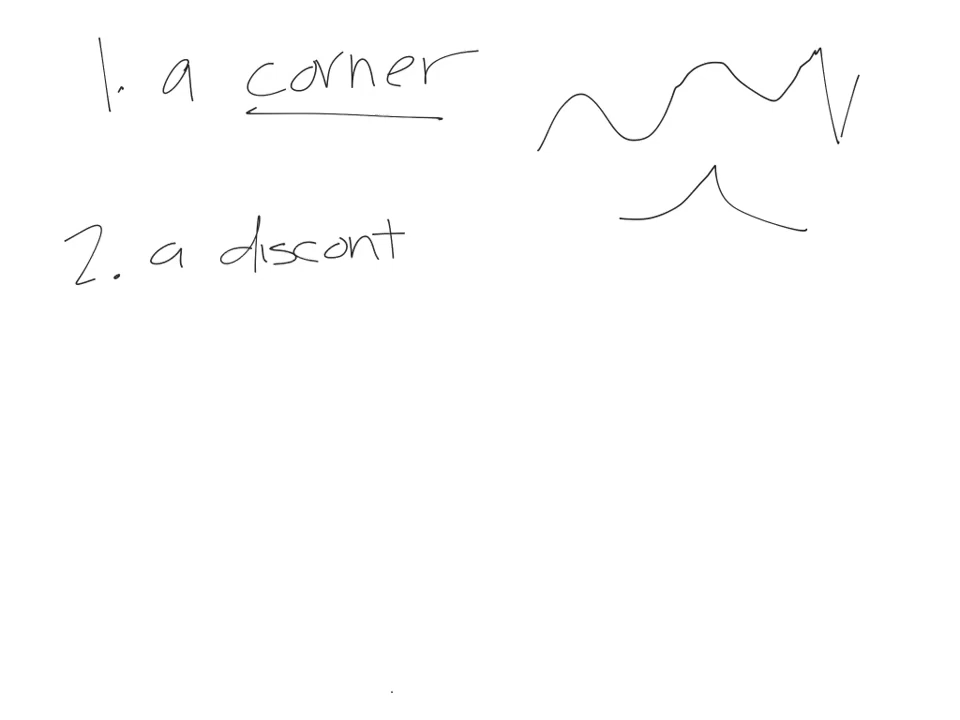 1. a corner
2. a discont